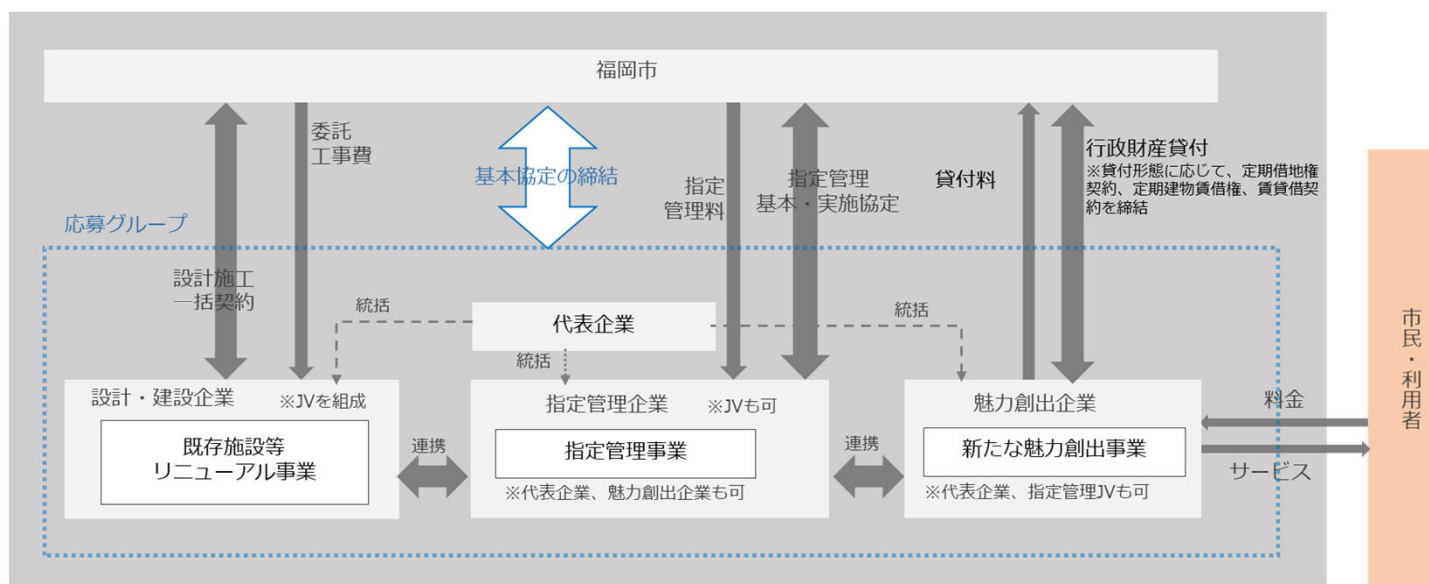 福岡市
委託
工事費
基本協定の締結
指定
管理料
指定管理
基本・実施協定
貸付料
行政財産貸付
※貸付形態に応じて、定期借地権
契約、定期建物賃借権、賃貸借契
約を締結
応募グループ
設計施工
一括契約
統括
代表企業
統括
統括
設計・建設企業
※JVを組成
既存施設等
リニューアル事業
連携
指定管理企業
※JVも可
指定管理事業
※代表企業、魅力創出企業も可
連携
魅力創出企業
新たな魅力創出事業
※代表企業、指定管理JVも可
料金
サービス
市民・利用者